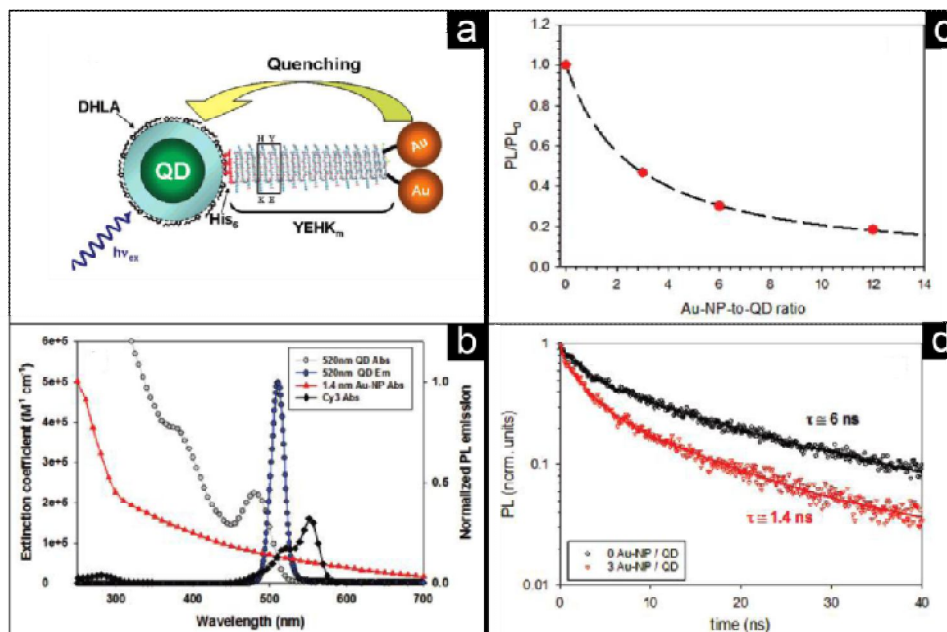 a
Quenching
DHLA
QD
Au
Au
H Y
K E
His6
YEHKm
hνex
c
PL/PL0
1.2
1.0
0.8
0.6
0.4
0.2
0.0
0 2 4 6 8 10 12 14
Au-NP-to-QD ratio
b
Extinction coefficient (M-1 cm-1)
6e+5
5e+5
4e+5
3e+5
2e+5
1e+5
0
520nm QD Abs
520nm QD Em
1.4 nm Au-NP Abs
Cy3 Abs
1.0
0.5
0.0
Normalized PL emission
300 400 500 600 700
Wavelength (nm)
d
PL (norm. units)
1
0.1
0.01
τ ≅ 6 ns
τ ≅ 1.4 ns
0 Au-NP / QD
3 Au-NP / QD
0 10 20 30 40
time (ns)